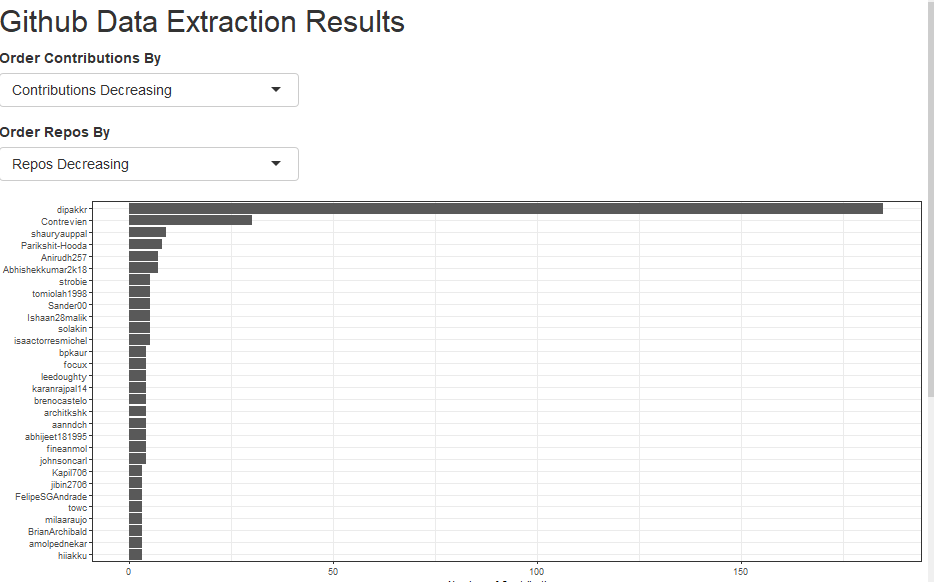 Github Data Extraction Results
Order Contributions By
Contributions Decreasing
Order Repos By
Repos Decreasing
dipakkr
Contrevien
shauryauppal
Parikshit-Hooda
Anirudh257
Abhishekkumar2k18
strobie
tomiolah1998
Sander00
Ishaan28malik
solakin
isaactorresmichel
bpkaur
focux
leedoughty
karanrajpal14
brenocastelo
architkshk
aanndch
abhijeet181995
fineanmol
johnsoncarl
Kapil706
jibin2706
FelipeSGAndrade
towc
milaaraujo
BrianArchibald
amolpednekar
hiiakku
0 50 100 150